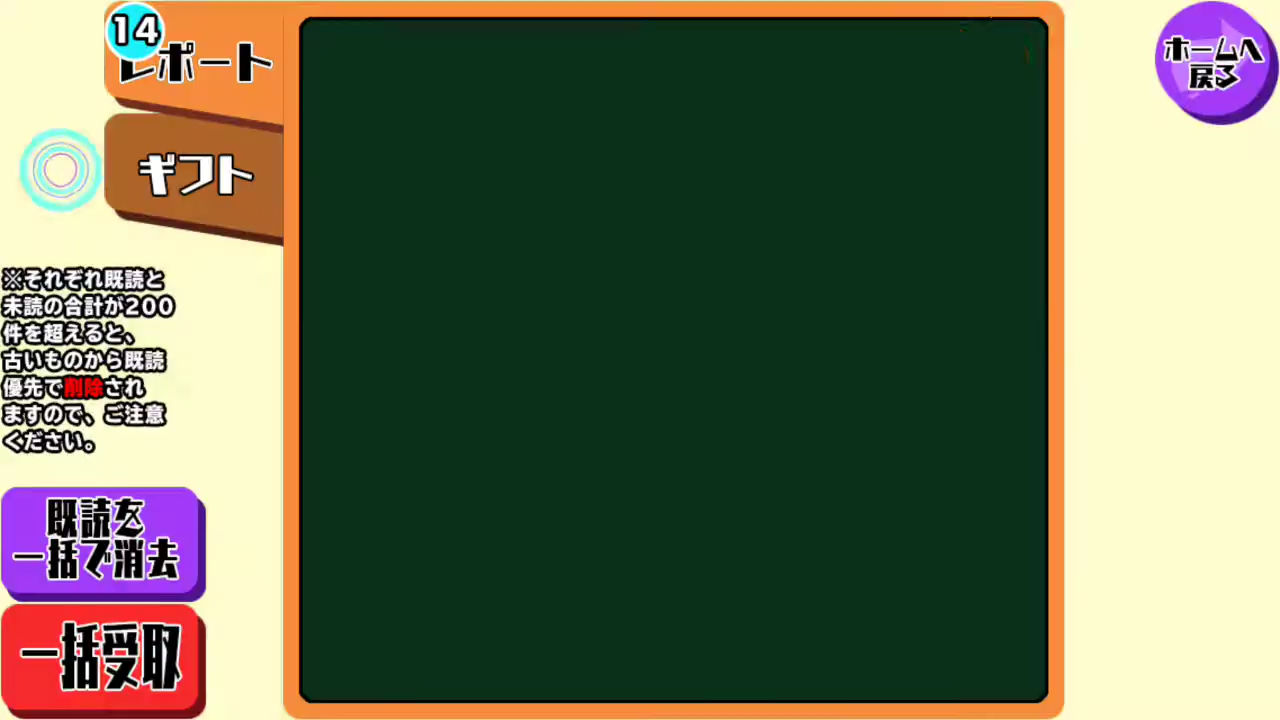 14
レポート
ギフト
※それぞれ既読と
未読の合計が200
件を超えると、
古いものから既読
優先で削除され
ますので、ご注意
ください。
既読を
一括で消去
一括受取
ホームへ
戻る